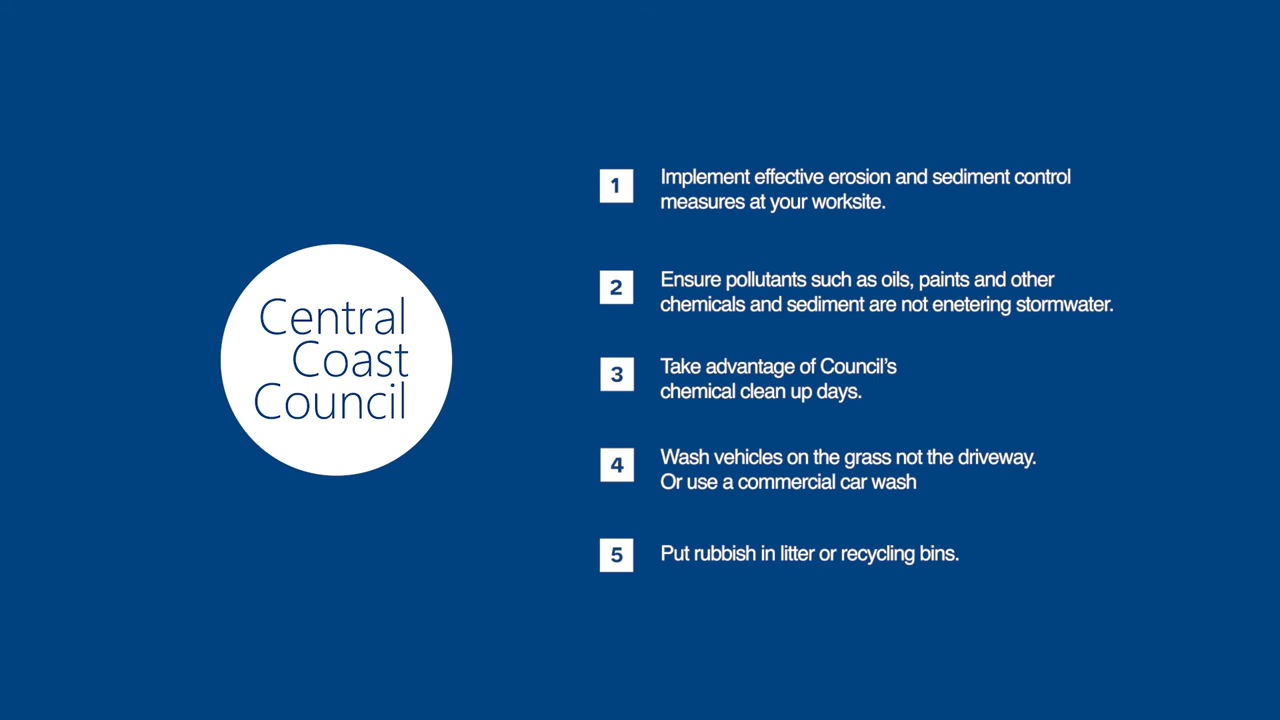 Central
Coast
Council
1
Implement effective erosion and sediment control
measures at your worksite.
2
Ensure pollutants such as oils, paints and other
chemicals and sediment are not enetering stormwater.
3
Take advantage of Council’s
chemical clean up days.
4
Wash vehicles on the grass not the driveway.
Or use a commercial car wash
5
Put rubbish in litter or recycling bins.